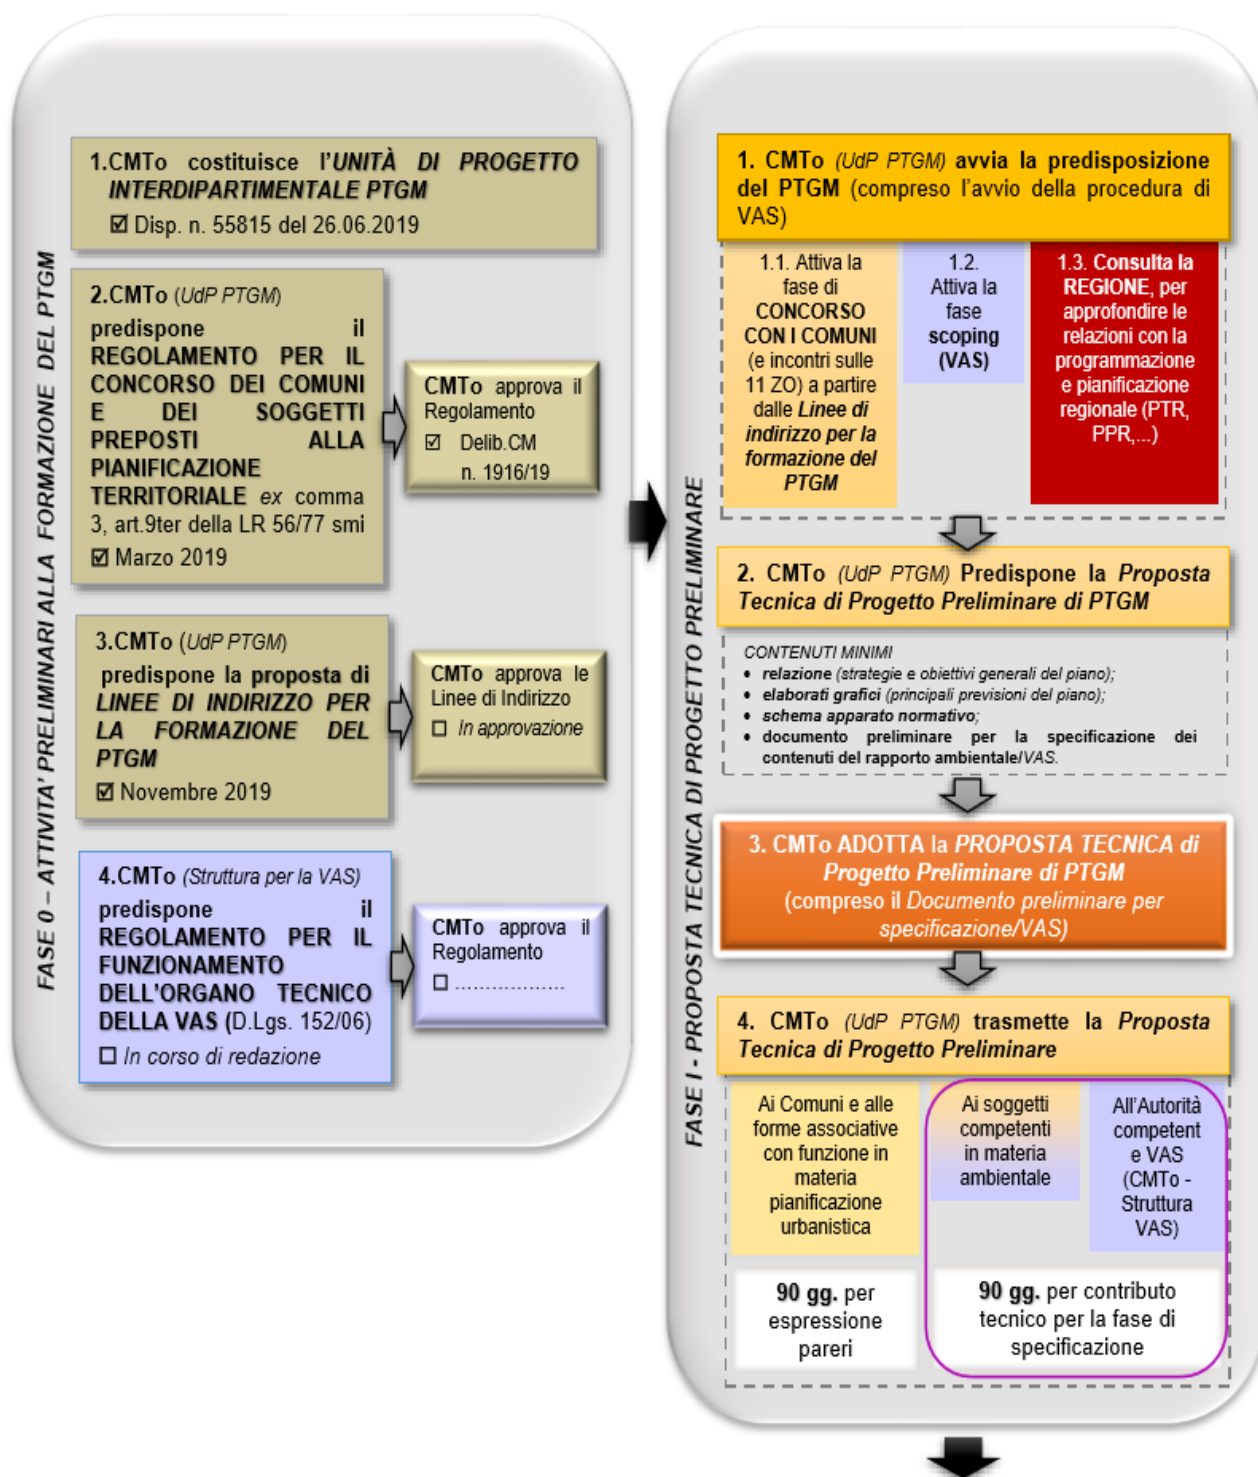 FASE 0 – ATTIVITA' PRELIMINARI ALLA FORMAZIONE DEL PTGM
1.CMTo costituisce l'UNITÀ DI PROGETTO
INTERDIPARTIMENTALE PTGM
☑ Disp. n. 55815 del 26.06.2019
2.CMTo (UdP PTGM)
predispone il
REGOLAMENTO PER IL
CONCORSO DEI COMUNI
E DEI SOGGETTI
PREPOSTI ALLA
PIANIFICAZIONE
TERRITORIALE ex comma
3, art.9ter della LR 56/77 smi
☑ Marzo 2019
CMTo approva il
Regolamento
☑ Delib.CM
n. 1916/19
3.CMTo (UdP PTGM)
predispone la proposta di
LINEE DI INDIRIZZO PER
LA FORMAZIONE DEL
PTGM
☑ Novembre 2019
CMTo approva le
Linee di Indirizzo
☐ In approvazione
4.CMTo (Struttura per la VAS)
predispone il
REGOLAMENTO PER IL
FUNZIONAMENTO
DELL'ORGANO TECNICO
DELLA VAS (D.Lgs. 152/06)
☐ In corso di redazione
CMTo approva il
Regolamento
☐ ………………
FASE I - PROPOSTA TECNICA DI PROGETTO PRELIMINARE
1. CMTo (UdP PTGM) avvia la predisposizione
del PTGM (compreso l'avvio della procedura di
VAS)
1.1. Attiva la
fase di
CONCORSO
CON I COMUNI
(e incontri sulle
11 ZO) a partire
dalle Linee di
indirizzo per la
formazione del
PTGM
1.2.
Attiva la
fase
scoping
(VAS)
1.3. Consulta la
REGIONE, per
approfondire le
relazioni con la
programmazione
e pianificazione
regionale (PTR,
PPR,...)
2. CMTo (UdP PTGM) Predispone la Proposta
Tecnica di Progetto Preliminare di PTGM
CONTENUTI MINIMI
• relazione (strategie e obiettivi generali del piano);
• elaborati grafici (principali previsioni del piano);
• schema apparato normativo;
• documento preliminare per la specificazione dei
contenuti del rapporto ambientale/VAS.
3. CMTo ADOTTA la PROPOSTA TECNICA di
Progetto Preliminare di PTGM
(compreso il Documento preliminare per
specificazione/VAS)
4. CMTo (UdP PTGM) trasmette la Proposta
Tecnica di Progetto Preliminare
Ai Comuni e alle
forme associative
con funzione in
materia
pianificazione
urbanistica
Ai soggetti
competenti
in materia
ambientale
All'Autorità
competent
e VAS
(CMTo -
Struttura
VAS)
90 gg. per
espressione
pareri
90 gg. per contributo
tecnico per la fase di
specificazione